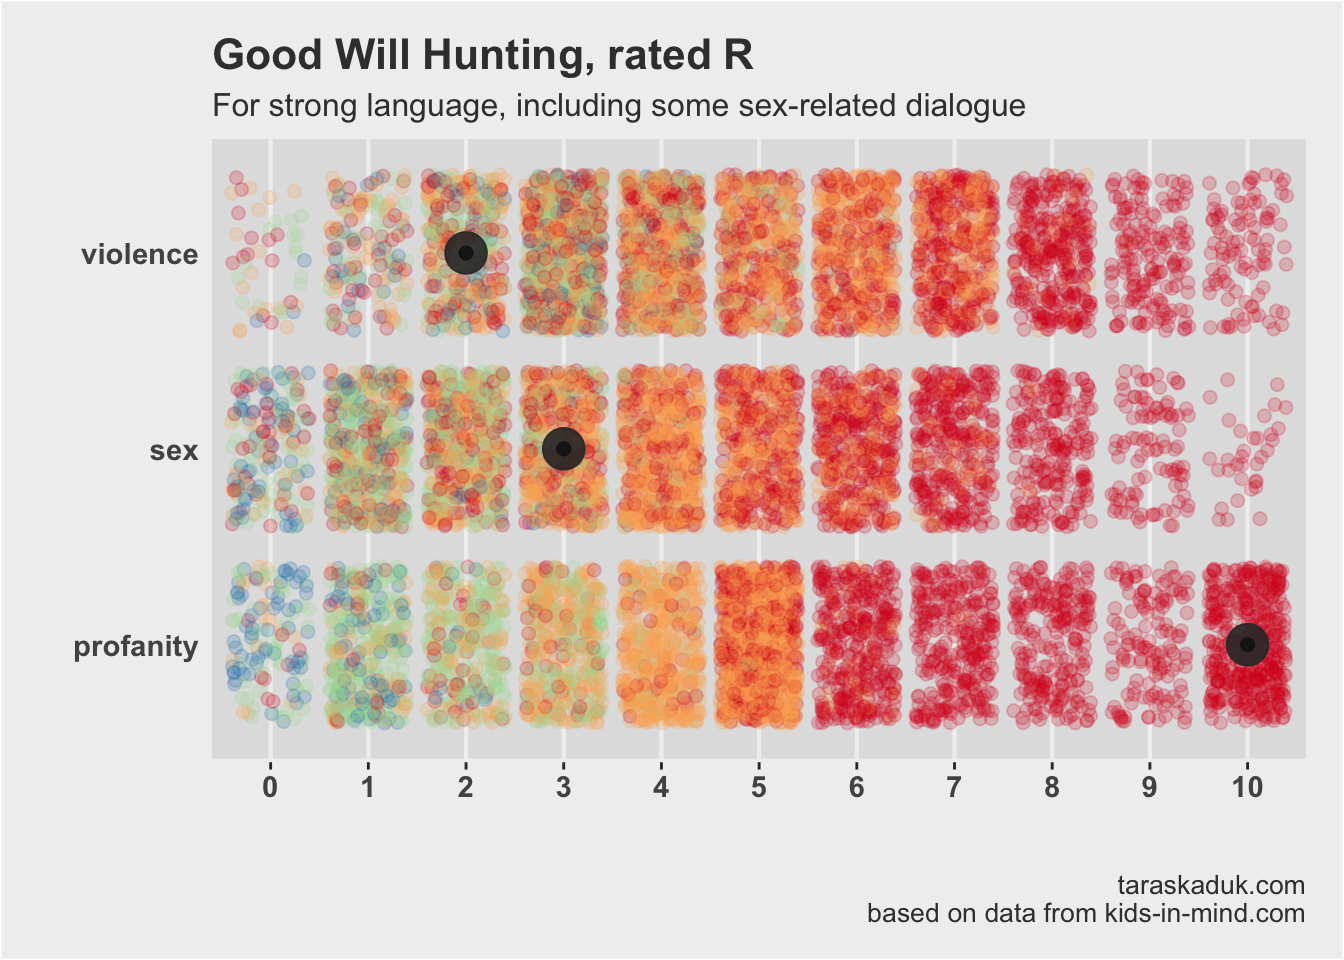 Good Will Hunting, rated R
For strong language, including some sex-related dialogue
violence
sex
profanity
0 1 2 3 4 5 6 7 8 9 10
taraskaduk.com
based on data from kids-in-mind.com